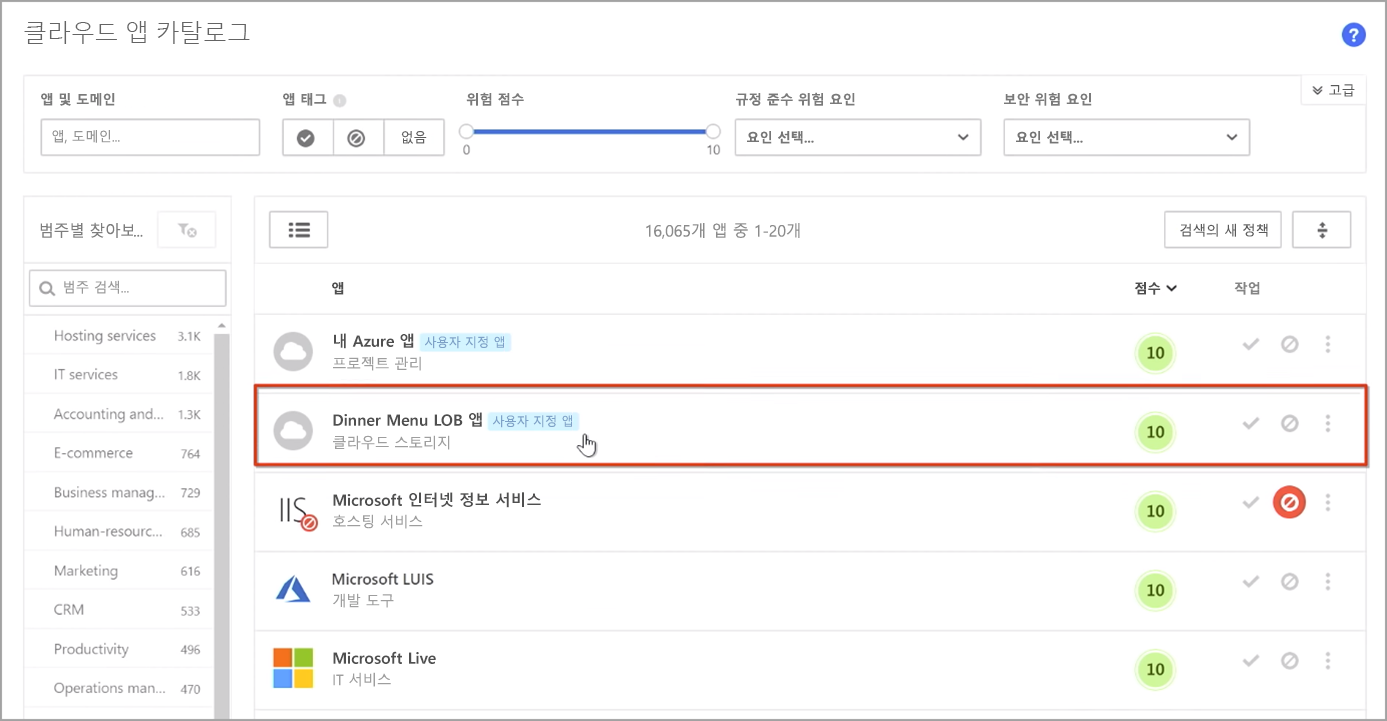 클라우드 앱 카탈로그
?
앱 및 도메인
앱 태그
위험 점수
규정 준수 위험 요인
보안 위험 요인
고급
앱, 도메인...
없음
0
10
요인 선택...
요인 선택...
범주별 찾아보...
16,065개 앱 중 1-20개
검색의 새 정책
범주 검색...
앱
점수
작업
Hosting services 3.1K
IT services 1.8K
Accounting and... 1.3K
E-commerce 764
Business manag... 729
Human-resourc... 685
Marketing 616
CRM 533
Productivity 496
Operations man... 470
내 Azure 앱 사용자 지정 앱
프로젝트 관리
10
Dinner Menu LOB 앱 사용자 지정 앱
클라우드 스토리지
10
IIS
Microsoft 인터넷 정보 서비스
호스팅 서비스
10
Microsoft LUIS
개발 도구
10
Microsoft Live
IT 서비스
10